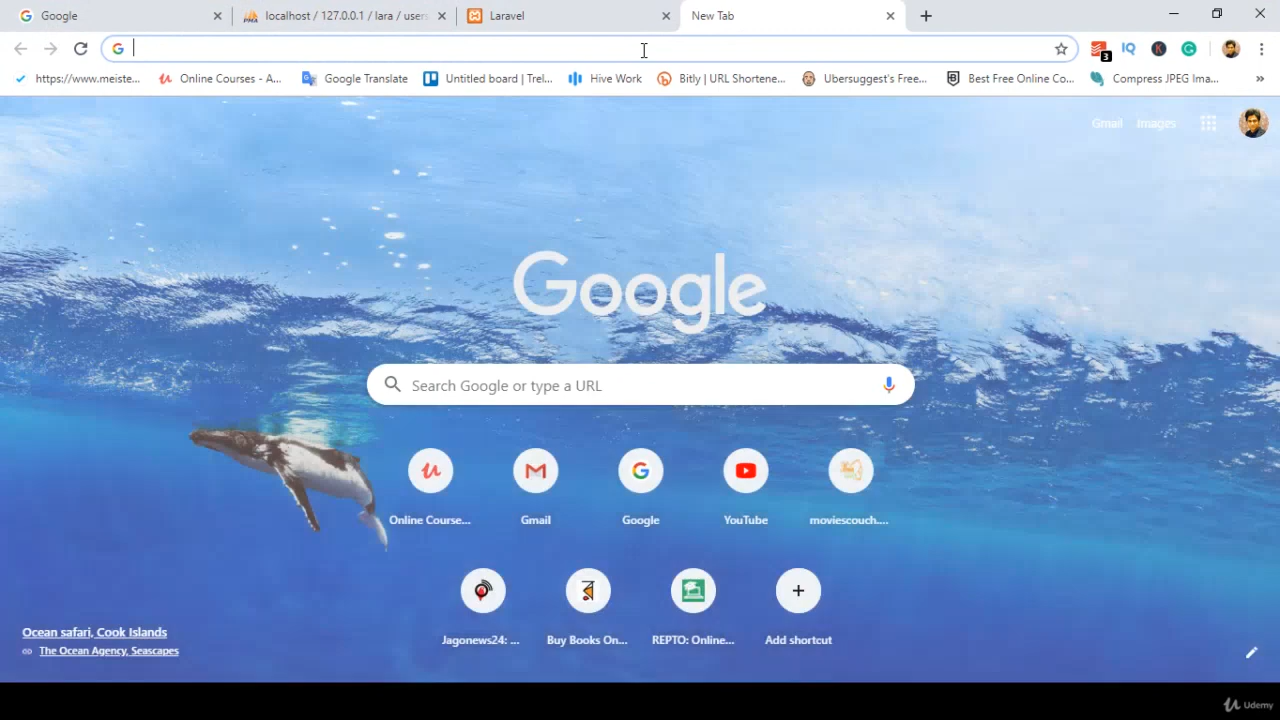 Google
localhost / 127.0.0.1 / lara / users
Laravel
New Tab
3
IQ
K
https://www.meiste...
Online Courses - A...
Google Translate
Untitled board | Trel...
Hive Work
Bitly | URL Shortene...
Ubersuggest's Free...
Best Free Online Co...
Compress JPEG Ima...
»
Gmail
Images
Google
Search Google or type a URL
Online Course...
Gmail
Google
YouTube
moviescouch....
Jagonews24: ...
Buy Books On...
REPTO: Online...
Add shortcut
Ocean safari, Cook Islands
The Ocean Agency, Seascapes
Udemy